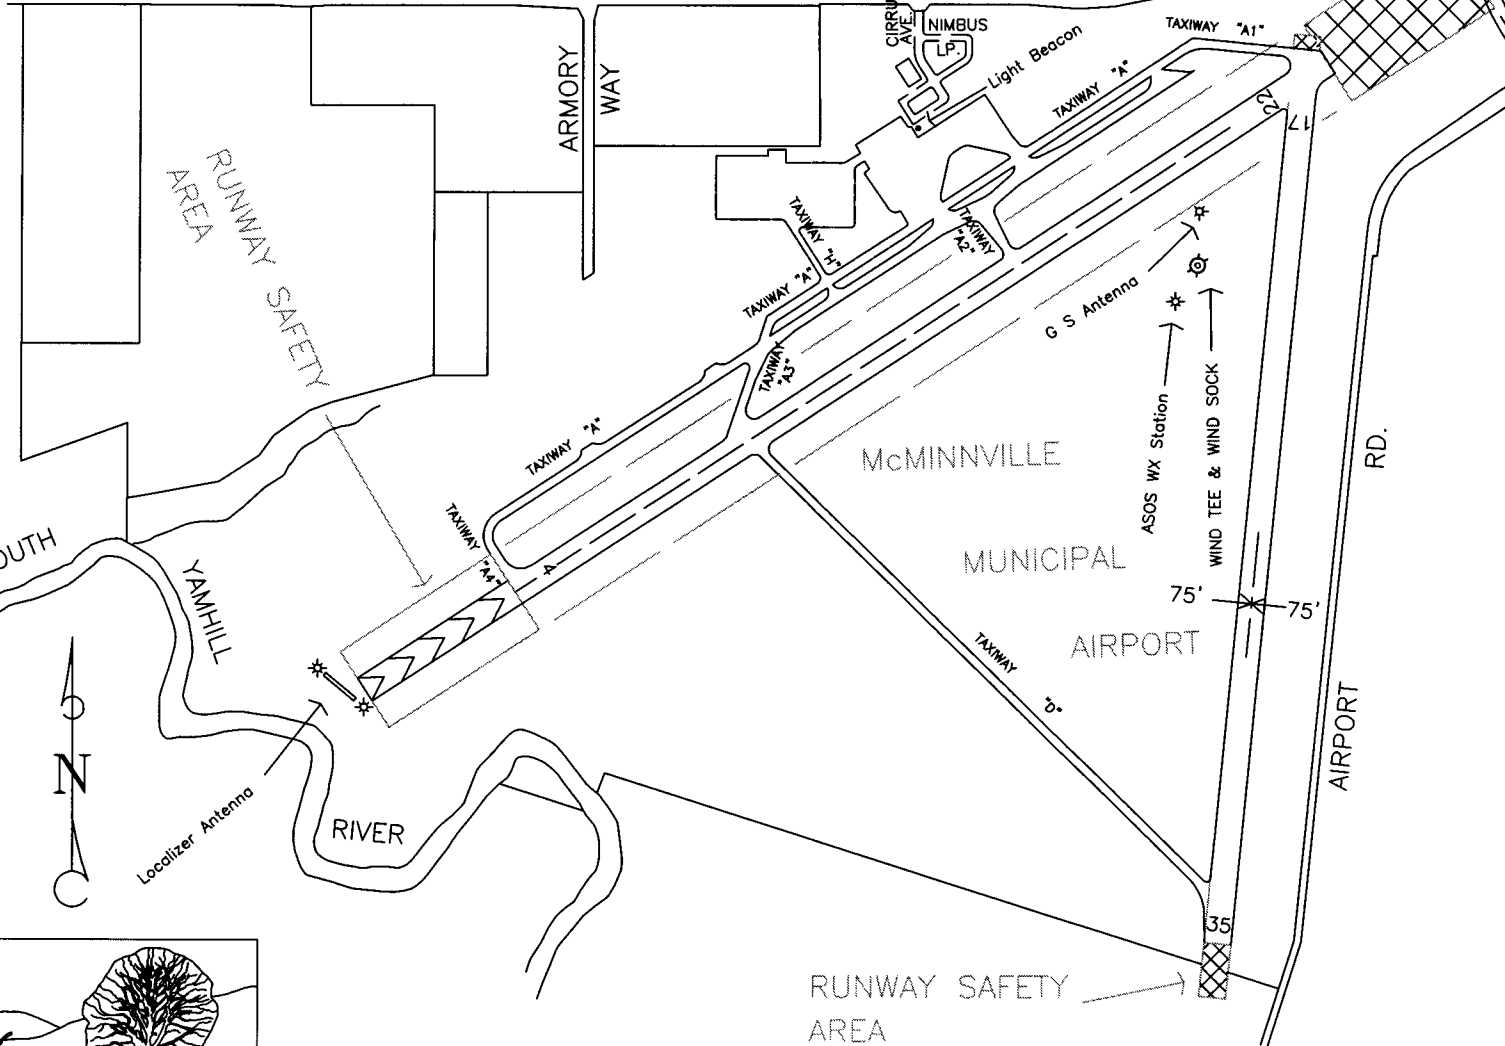 CIRRU
AVE.
NIMBUS
LP.
Light Beacon
TAXIWAY "A1"
TAXIWAY "A"
ARMORY
WAY
22
17
RUNWAY SAFETY
AREA
TAXIWAY "H"
TAXIWAY
"A2"
TAXIWAY "A"
G S Antenna
TAXIWAY
"A3"
ASOS WX Station
WIND TEE & WIND SOCK
TAXIWAY "A"
McMINNVILLE
MUNICIPAL
AIRPORT
AIRPORT RD.
TAXIWAY
"A4"
4
OUTH
YAMHILL
RIVER
75'
75'
TAXIWAY "D"
N
Localizer Antenna
35
RUNWAY SAFETY
AREA